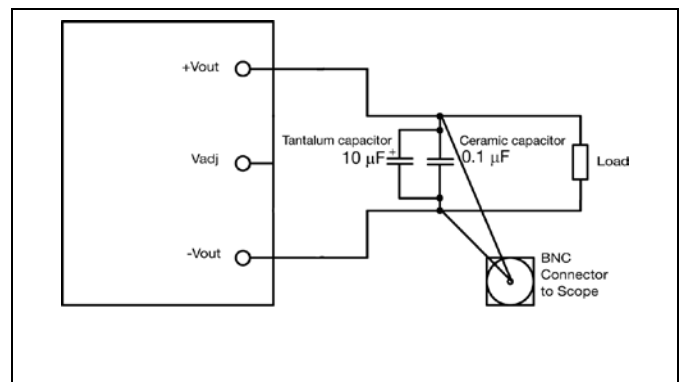 +Vout
Tantalum capacitor
10 μF
+
Ceramic capacitor
0.1 μF
Vadj
Load
-Vout
BNC
Connector
to Scope